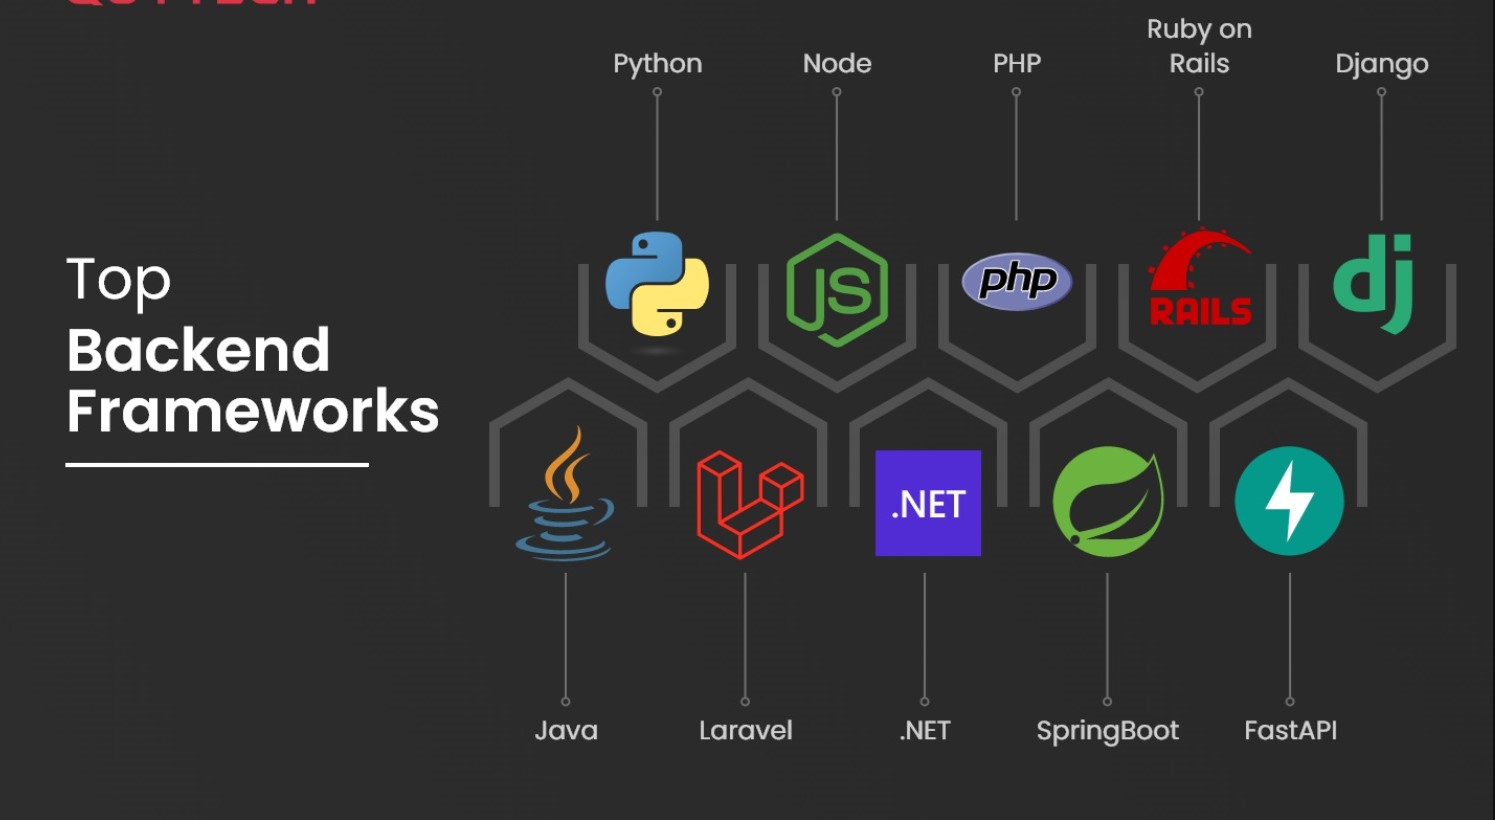 Ruby on
Python
Node
PHP
Rails
Django
Top
Backend
Frameworks
JS
php
RAILS
dj
.NET
Java
Laravel
.NET
SpringBoot
FastAPI